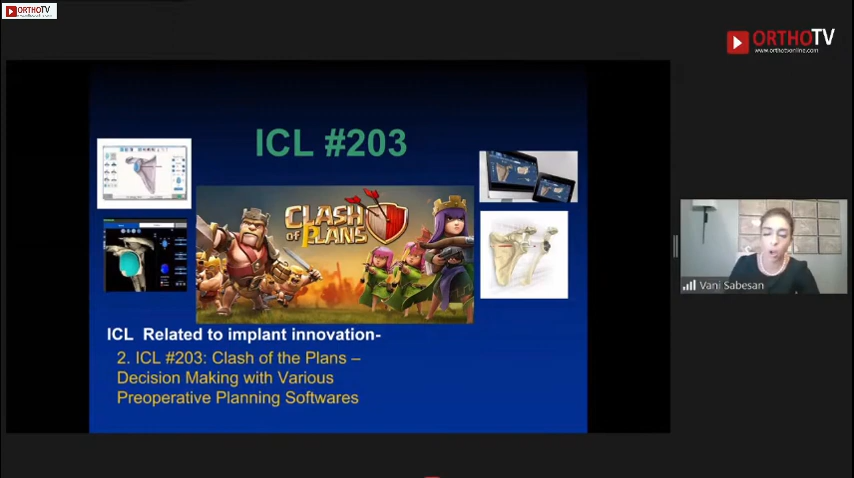 ORTHOTV
ORTHOTV
www.orthotvonline.com
ICL #203
CLASH
OF PLANS
ICL Related to implant innovation-
2. ICL #203: Clash of the Plans –
Decision Making with Various
Preoperative Planning Softwares
Vani Sabesan